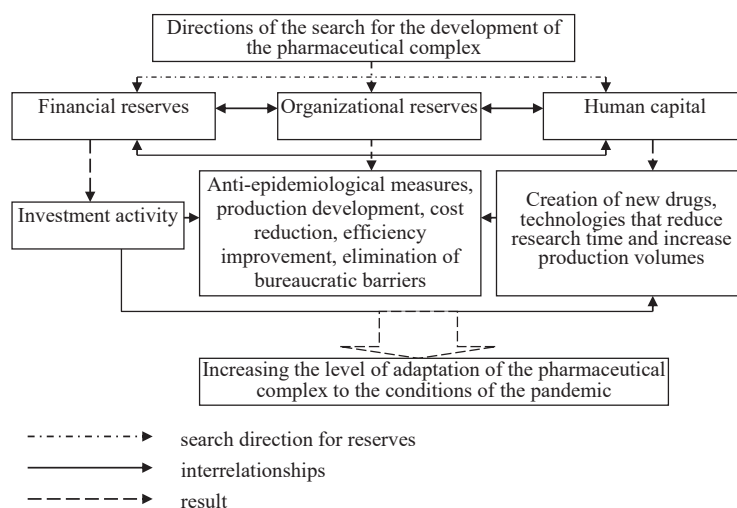 Directions of the search for the development of
the pharmaceutical complex
Financial reserves
Organizational reserves
Human capital
Investment activity
Anti-epidemiological measures,
production development, cost
reduction, efficiency
improvement, elimination of
bureaucratic barriers
Creation of new drugs,
technologies that reduce
research time and increase
production volumes
Increasing the level of adaptation of the pharmaceutical
complex to the conditions of the pandemic
search direction for reserves
interrelationships
result